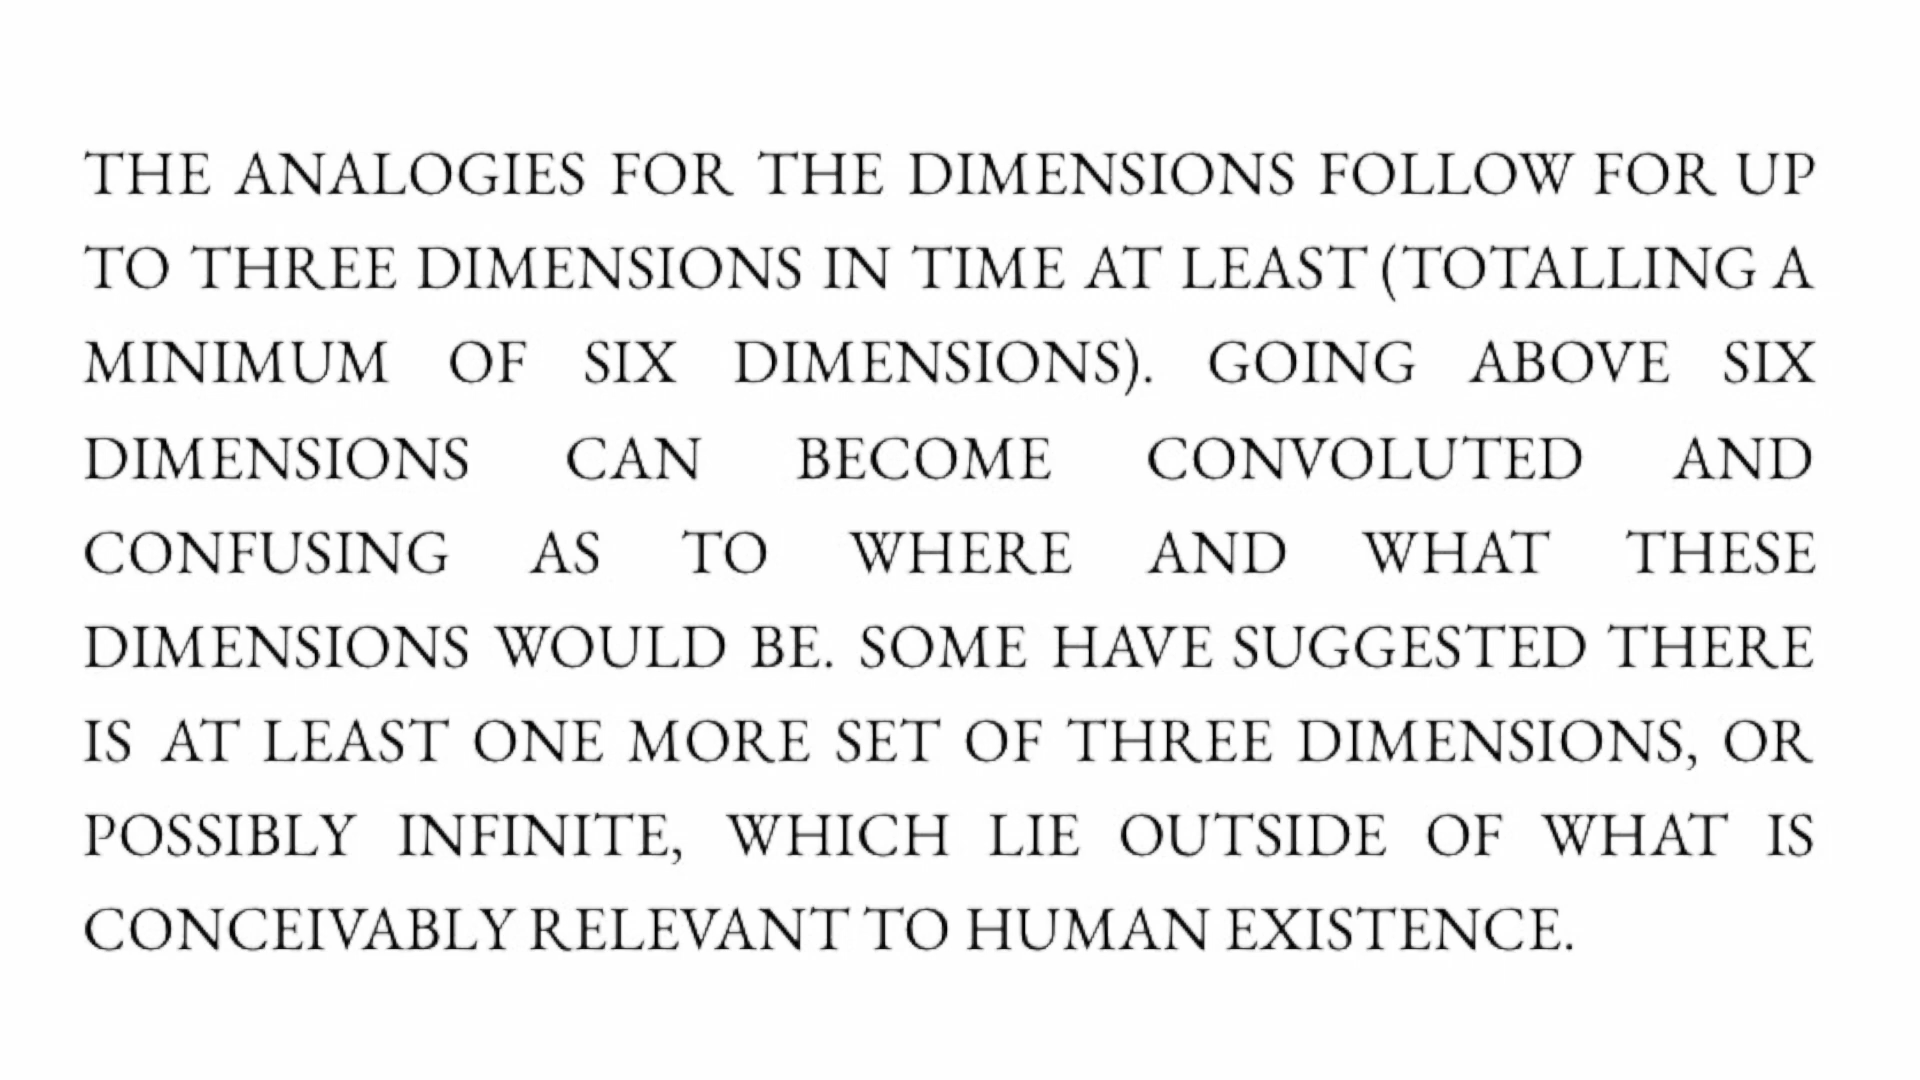 THE ANALOGIES FOR THE DIMENSIONS FOLLOW FOR UP
TO THREE DIMENSIONS IN TIME AT LEAST (TOTALLING A
MINIMUM OF SIX DIMENSIONS). GOING ABOVE SIX
DIMENSIONS CAN BECOME CONVOLUTED AND
CONFUSING AS TO WHERE AND WHAT THESE
DIMENSIONS WOULD BE. SOME HAVE SUGGESTED THERE
IS AT LEAST ONE MORE SET OF THREE DIMENSIONS, OR
POSSIBLY INFINITE, WHICH LIE OUTSIDE OF WHAT IS
CONCEIVABLY RELEVANT TO HUMAN EXISTENCE.